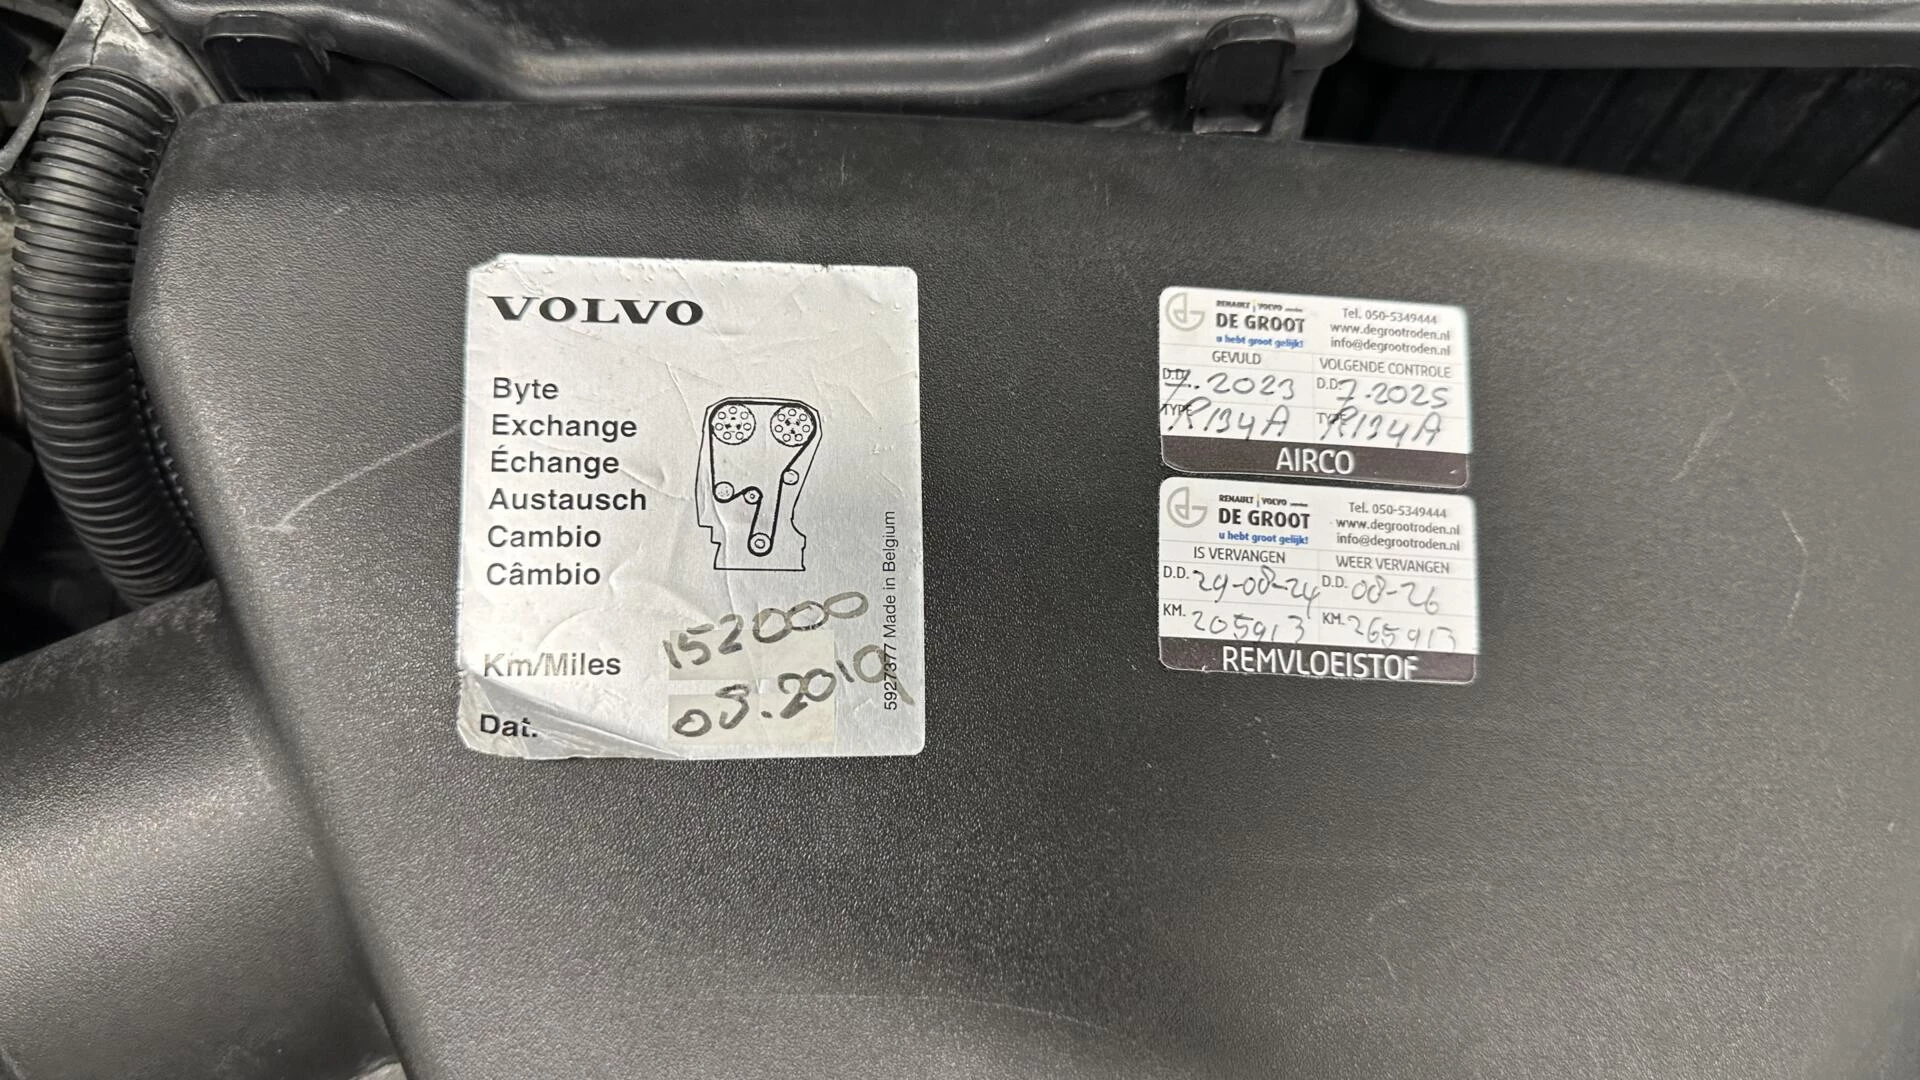 VOLVO
Byte
Exchange
Échange
Austausch
Cambio
Câmbio
Km/Miles 152000
Dat. 08.2019
5927377 Made in Belgium
RENAULT VOLVO
DE GROOT
u hebt groot gelijk!
Tel. 050-5349444
www.degrootroden.nl
info@degrootroden.nl
GEVULD VOLGENDE CONTROLE
D.D. 7.2023 D.D. 7.2025
TYPE R134A TYPE R134A
AIRCO
RENAULT VOLVO
DE GROOT
u hebt groot gelijk!
Tel. 050-5349444
www.degrootroden.nl
info@degrootroden.nl
IS VERVANGEN WEER VERVANGEN
D.D. 29-08-24 D.D. 08-26
KM. 205913 KM. 265913
REMVLOEISTOF